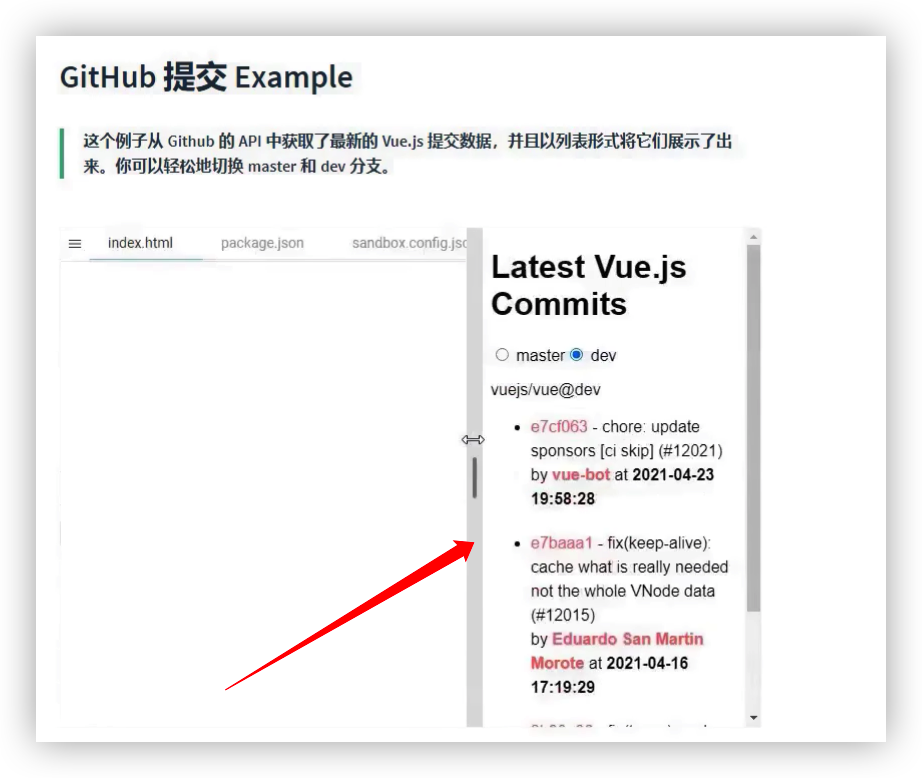 GitHub 提交 Example
这个例子从 Github 的 API 中获取了最新的 Vue.js 提交数据，并且以列表形式将它们展示了出
来。你可以轻松地切换 master 和 dev 分支。
index.html package.json sandbox.config.jsc
Latest Vue.js
Commits
master dev
vuejs/vue@dev
e7cf063 - chore: update
sponsors [ci skip] (#12021)
by vue-bot at 2021-04-23
19:58:28
e7baaa1 - fix(keep-alive):
cache what is really needed
not the whole VNode data
(#12015)
by Eduardo San Martin
Morote at 2021-04-16
17:19:29